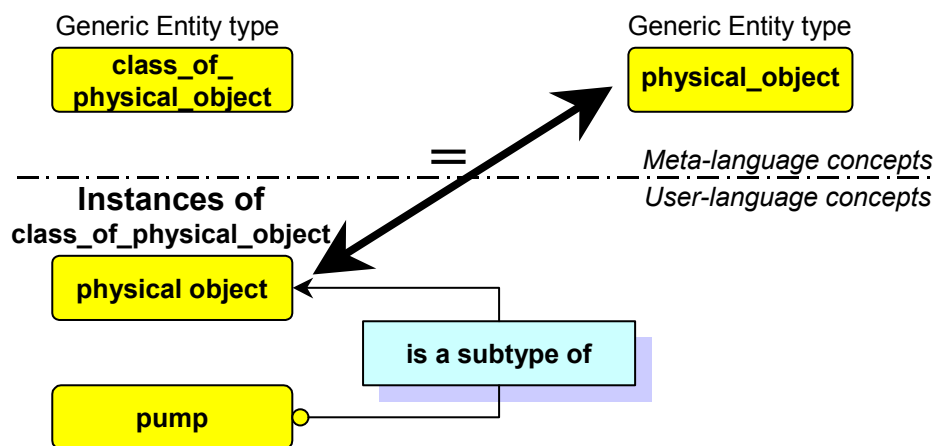 Generic Entity type
Generic Entity type
class_of_
physical_object
physical_object
=
Meta-language concepts
User-language concepts
Instances of
class_of_physical_object
physical object
is a subtype of
pump